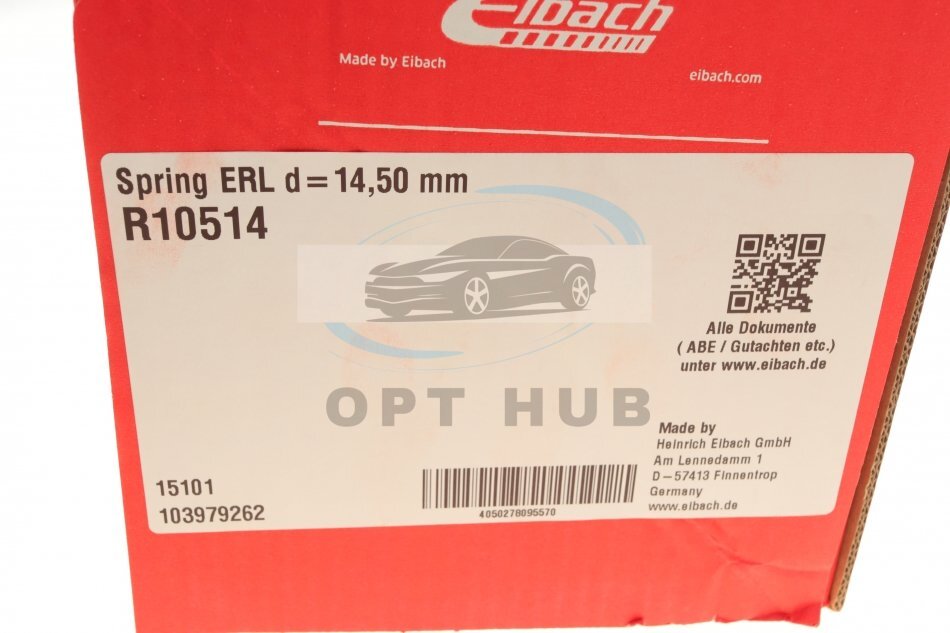 Eibach
Made by Eibach
eibach.com
Spring ERL d=14,50 mm
R10514
Alle Dokumente
( ABE / Gutachten etc.)
unter www.eibach.de
OPT HUB
Made by
Heinrich Eibach GmbH
Am Lennedamm 1
D-57413 Finnentrop
Germany
www.eibach.de
15101
103979262
4050278095570